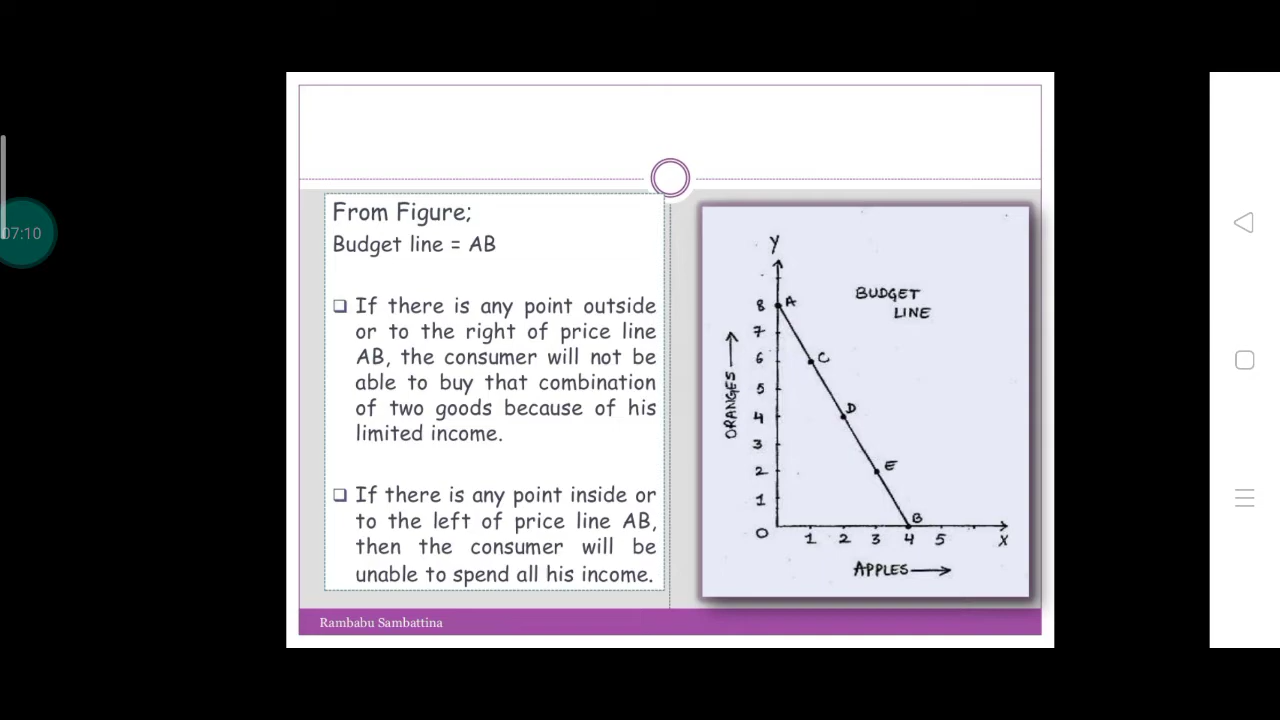 07:10
From Figure;
Budget line = AB
If there is any point outside
or to the right of price line
AB, the consumer will not be
able to buy that combination
of two goods because of his
limited income.
If there is any point inside or
to the left of price line AB,
then the consumer will be
unable to spend all his income.
Y
BUDGET
LINE
8 A
7
6 C
5
4 D
3
2 E
1
B
O 1 2 3 4 5 X
ORANGES
APPLES
Rambabu Sambattina